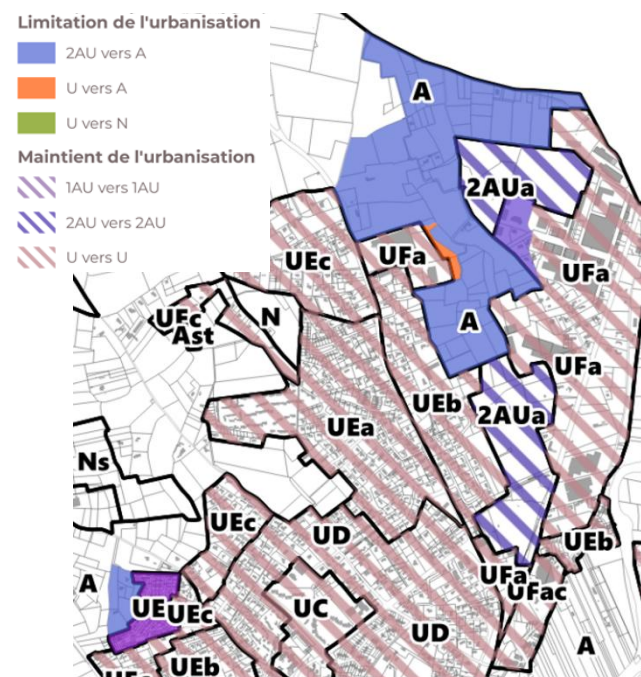 Limitation de l'urbanisation
2AU vers A
U vers A
U vers N
Maintient de l'urbanisation
1AU vers 1AU
2AU vers 2AU
U vers U
A
2AUa
UEc
UFa
UFa
UEc
Ast
N
A
UFa
UEb
2AUa
UEa
Ns
UEc
UD
UEb
UFa
UFac
A
UE
UEc
UC
UD
A
UEb